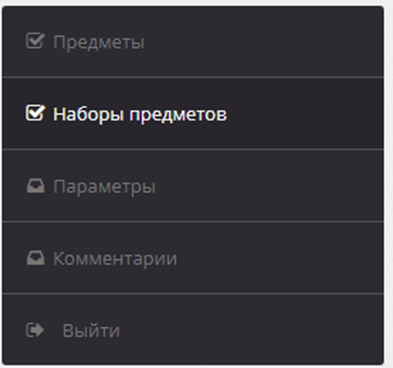 Предметы
Наборы предметов
Параметры
Комментарии
Выйти